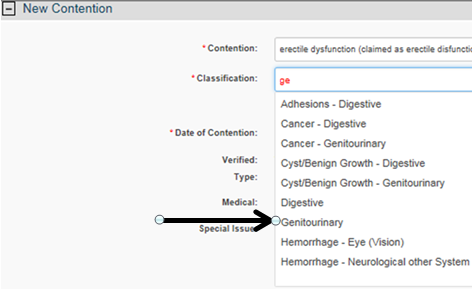 New Contention
* Contention: erectile dysfunction (claimed as erectile disfunctio
* Classification: ge
Adhesions - Digestive
Cancer - Digestive
* Date of Contention:
Cancer - Genitourinary
Verified: Cyst/Benign Growth - Digestive
Type: Cyst/Benign Growth - Genitourinary
Medical: Digestive
Special Issue: Genitourinary
Hemorrhage - Eye (Vision)
Hemorrhage - Neurological other System